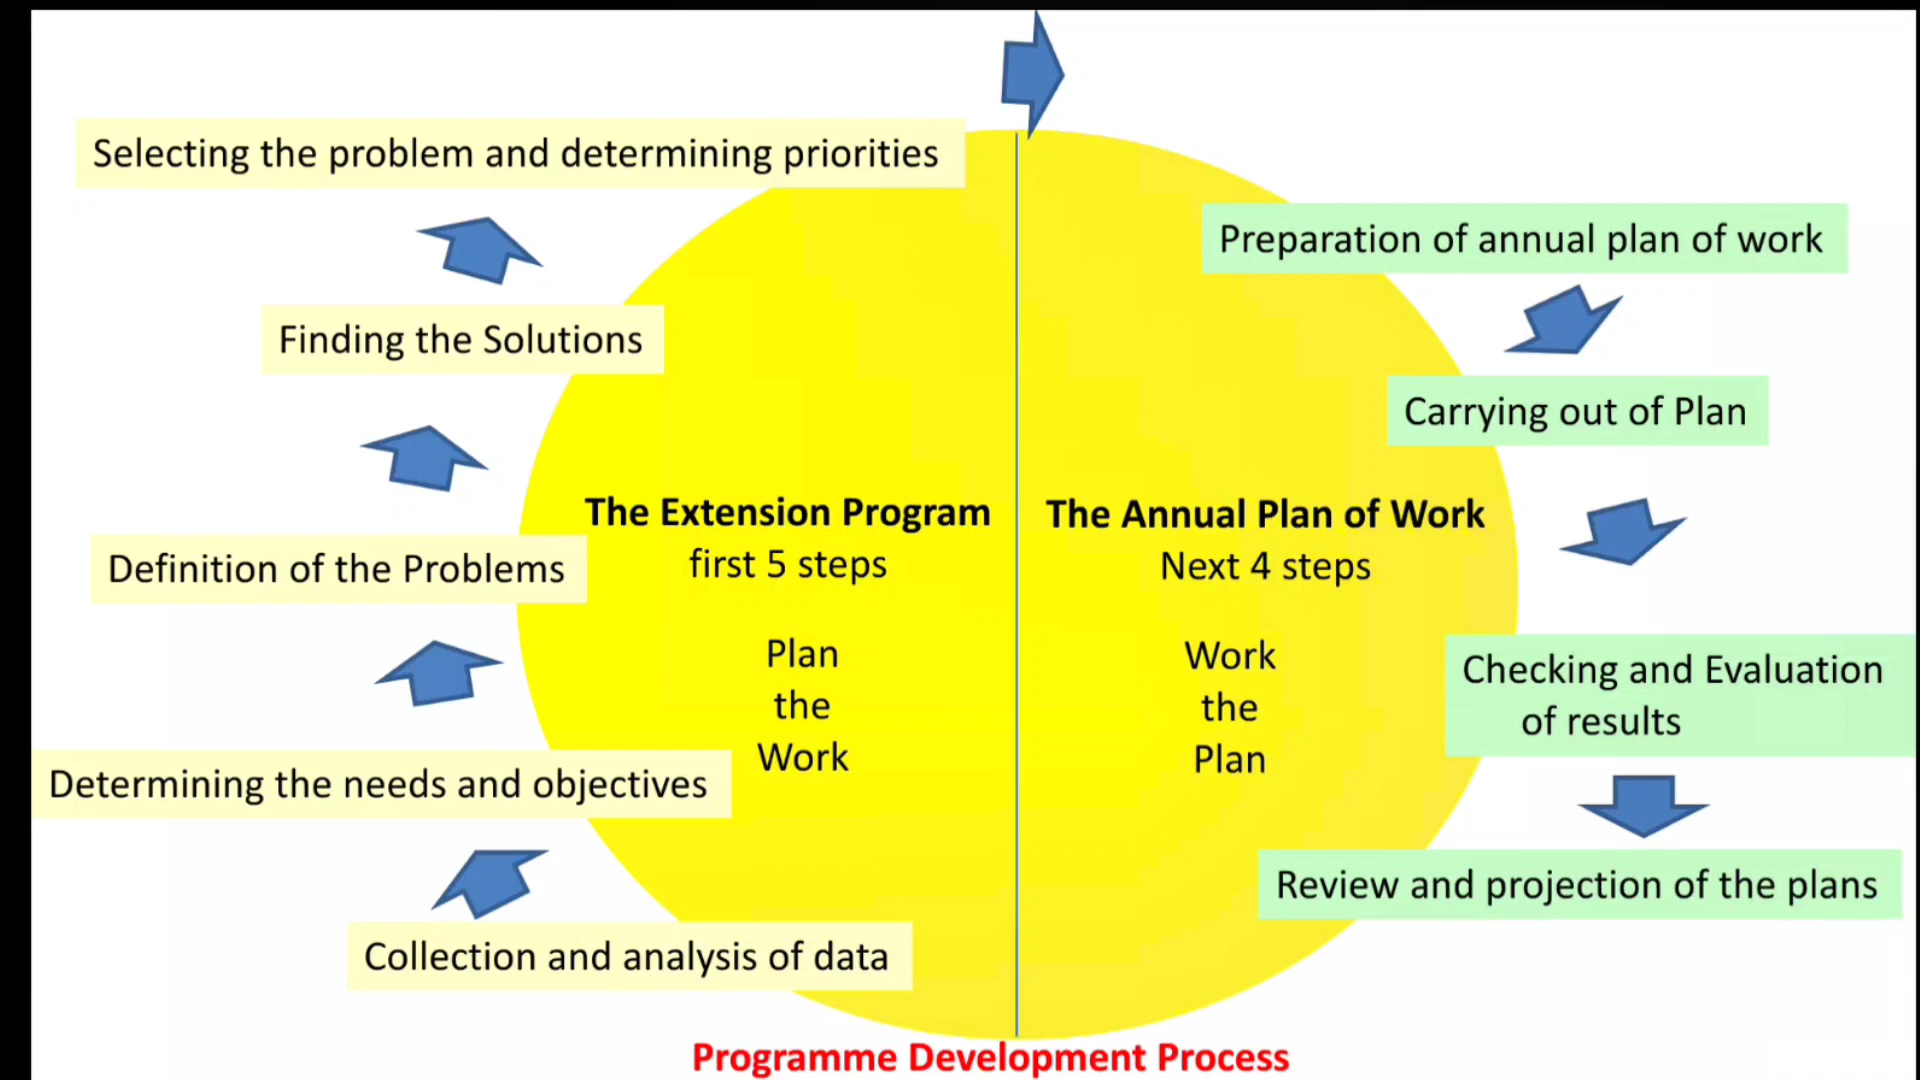 Selecting the problem and determining priorities
Finding the Solutions
Definition of the Problems
Determining the needs and objectives
Collection and analysis of data
The Extension Program
first 5 steps
Plan
the
Work
The Annual Plan of Work
Next 4 steps
Work
the
Plan
Preparation of annual plan of work
Carrying out of Plan
Checking and Evaluation
of results
Review and projection of the plans
Programme Development Process